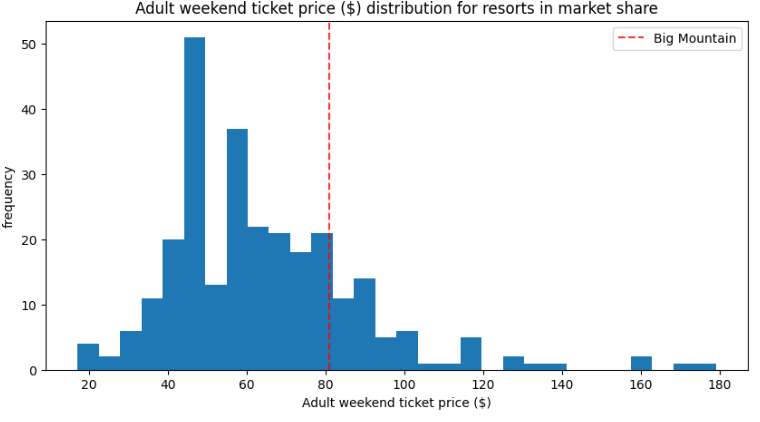 Adult weekend ticket price ($) distribution for resorts in market share
Big Mountain
frequency
50
40
30
20
10
0
20 40 60 80 100 120 140 160 180
Adult weekend ticket price ($)